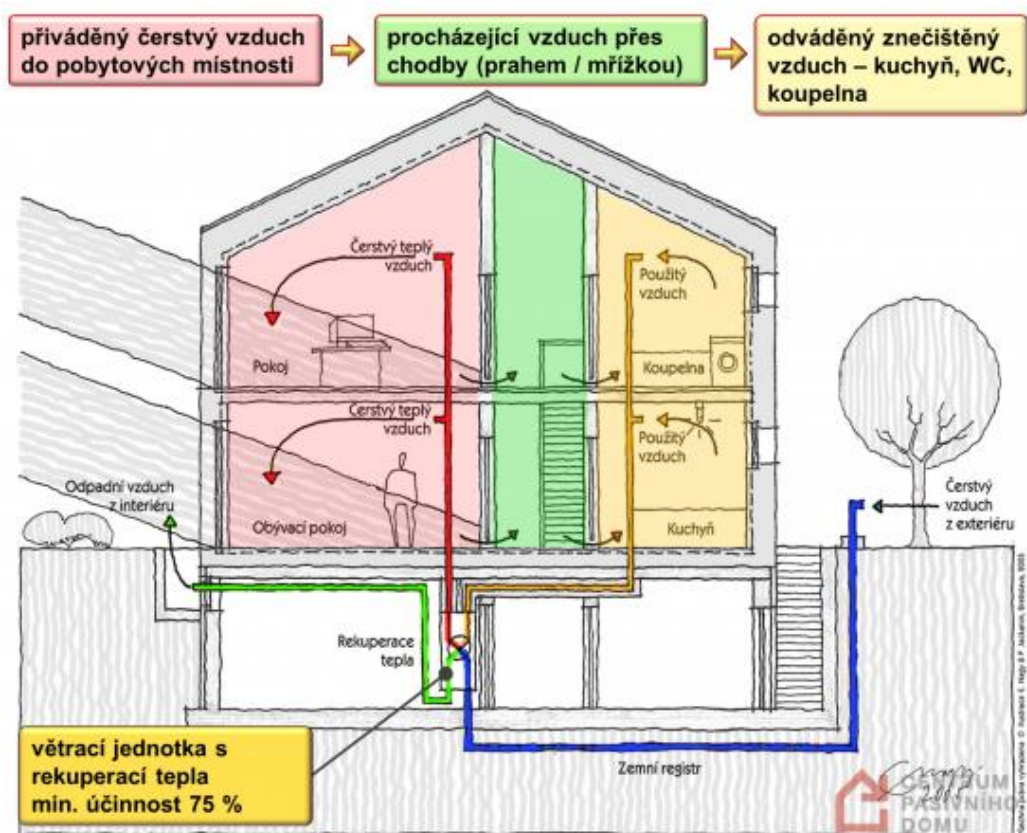 přiváděný čerstvý vzduch
do pobytových místnosti
procházející vzduch přes
chodby (prahem / mřížkou)
odváděný znečištěný
vzduch – kuchyň, WC,
koupelna
Čerstvý teplý
vzduch
Použitý
vzduch
Pokoj
Koupelna
Čerstvý teplý
vzduch
Použitý
vzduch
Odpadní vzduch
z interiéru
Čerstvý
vzduch
z exteriéru
Obývací pokoj
Kuchyň
Rekuperace
tepla
větrací jednotka s
rekuperací tepla
min. účinnost 75 %
Zemní registr
CENTRUM
PASIVNÍHO
DOMU